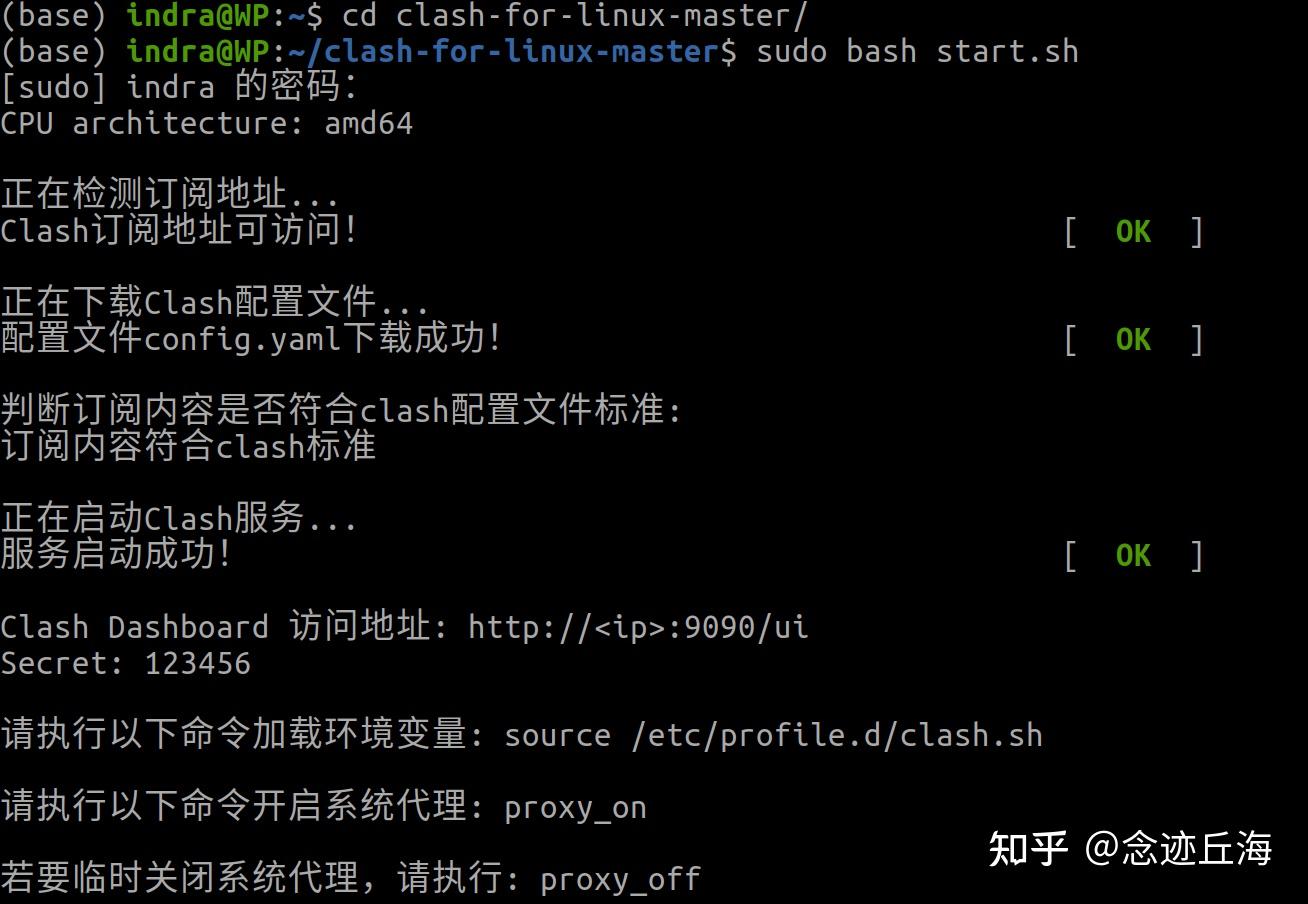 (base) indra@WP:~$ cd clash-for-linux-master/
(base) indra@WP:~/clash-for-linux-master$ sudo bash start.sh
[sudo] indra 的密码：
CPU architecture: amd64
正在检测订阅地址...
Clash订阅地址可访问！ [  OK  ]
正在下载Clash配置文件...
配置文件config.yaml下载成功！ [  OK  ]
判断订阅内容是否符合clash配置文件标准:
订阅内容符合clash标准
正在启动Clash服务...
服务启动成功！ [  OK  ]
Clash Dashboard 访问地址: http://<ip>:9090/ui
Secret: 123456
请执行以下命令加载环境变量: source /etc/profile.d/clash.sh
请执行以下命令开启系统代理: proxy_on
若要临时关闭系统代理，请执行: proxy_off
知乎 @念迹丘海